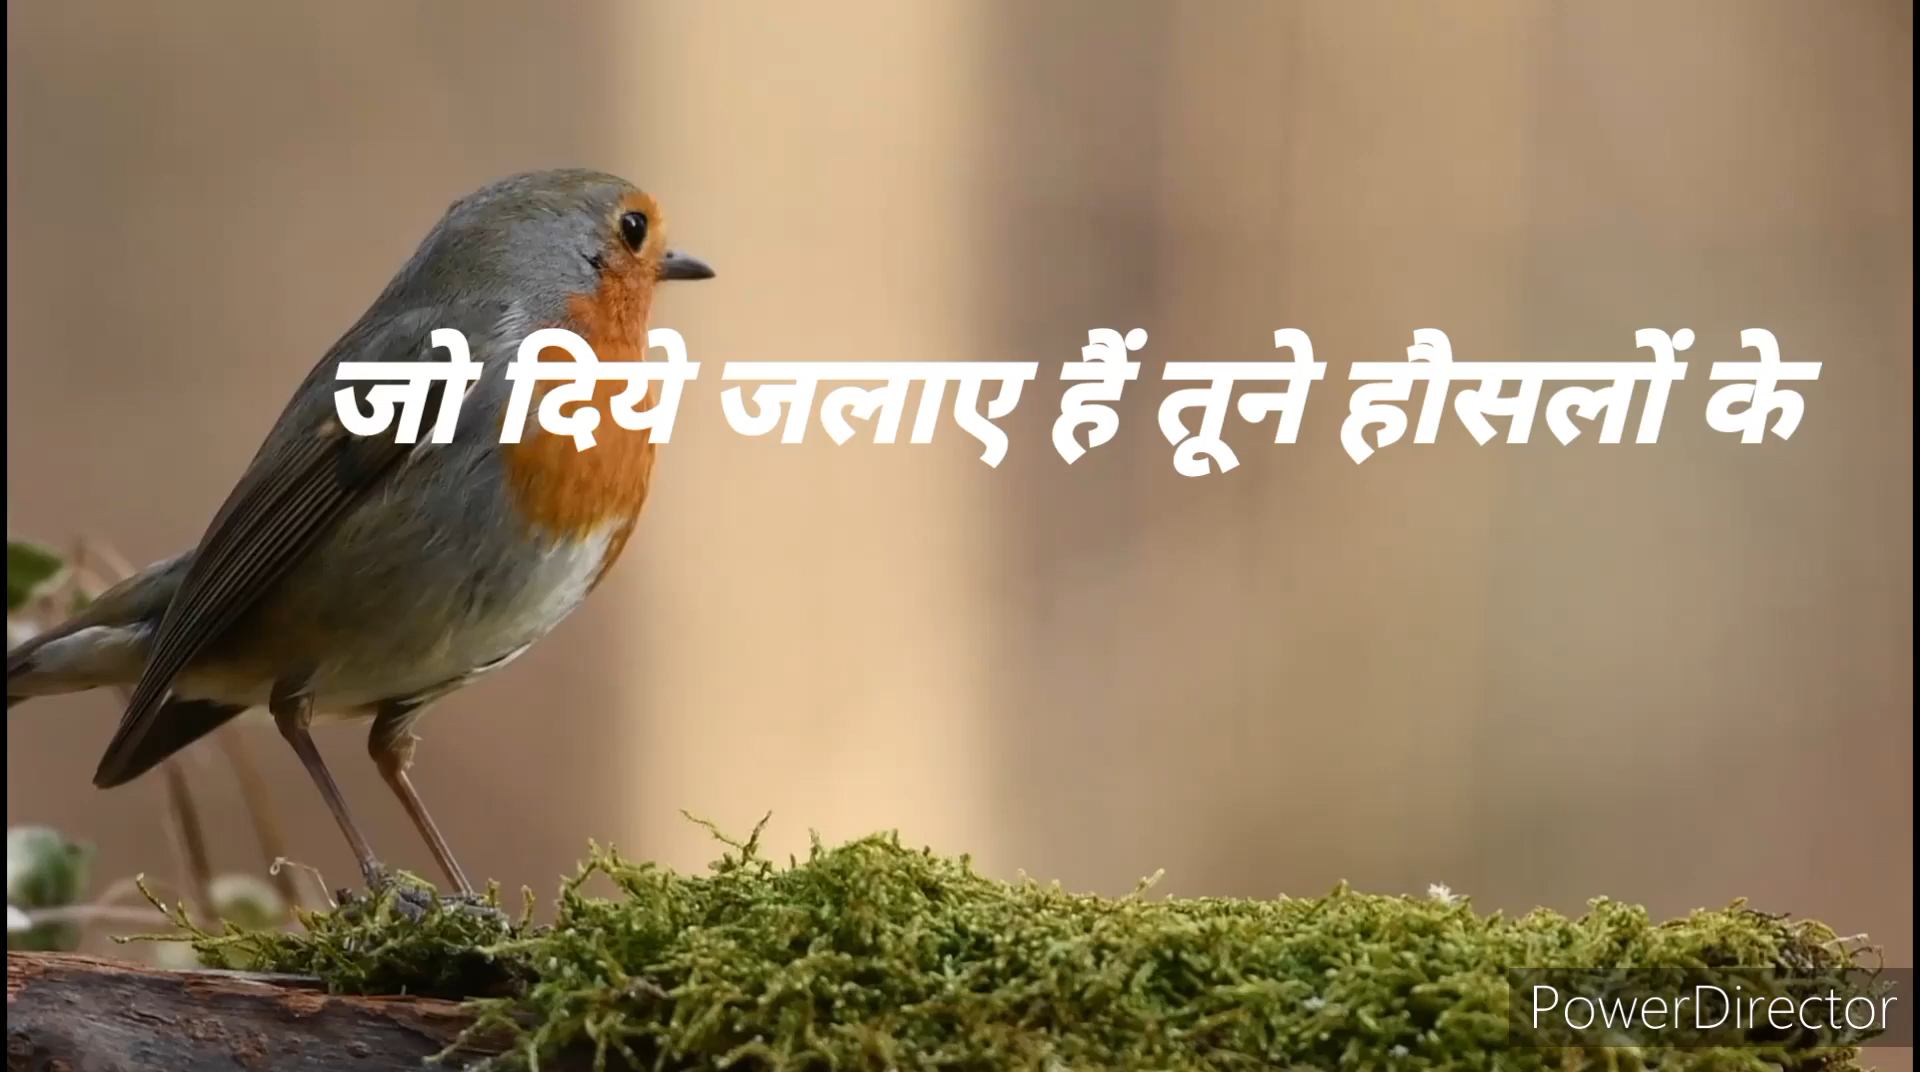 जो दिये जलाए हैं तूने हौसलों के
PowerDirector